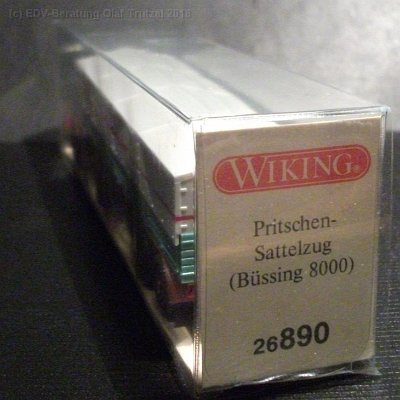 (c) EDV-Beratung Olaf Trutzel 2018
WIKING®
Pritschen-
Sattelzug
(Büssing 8000)
26890